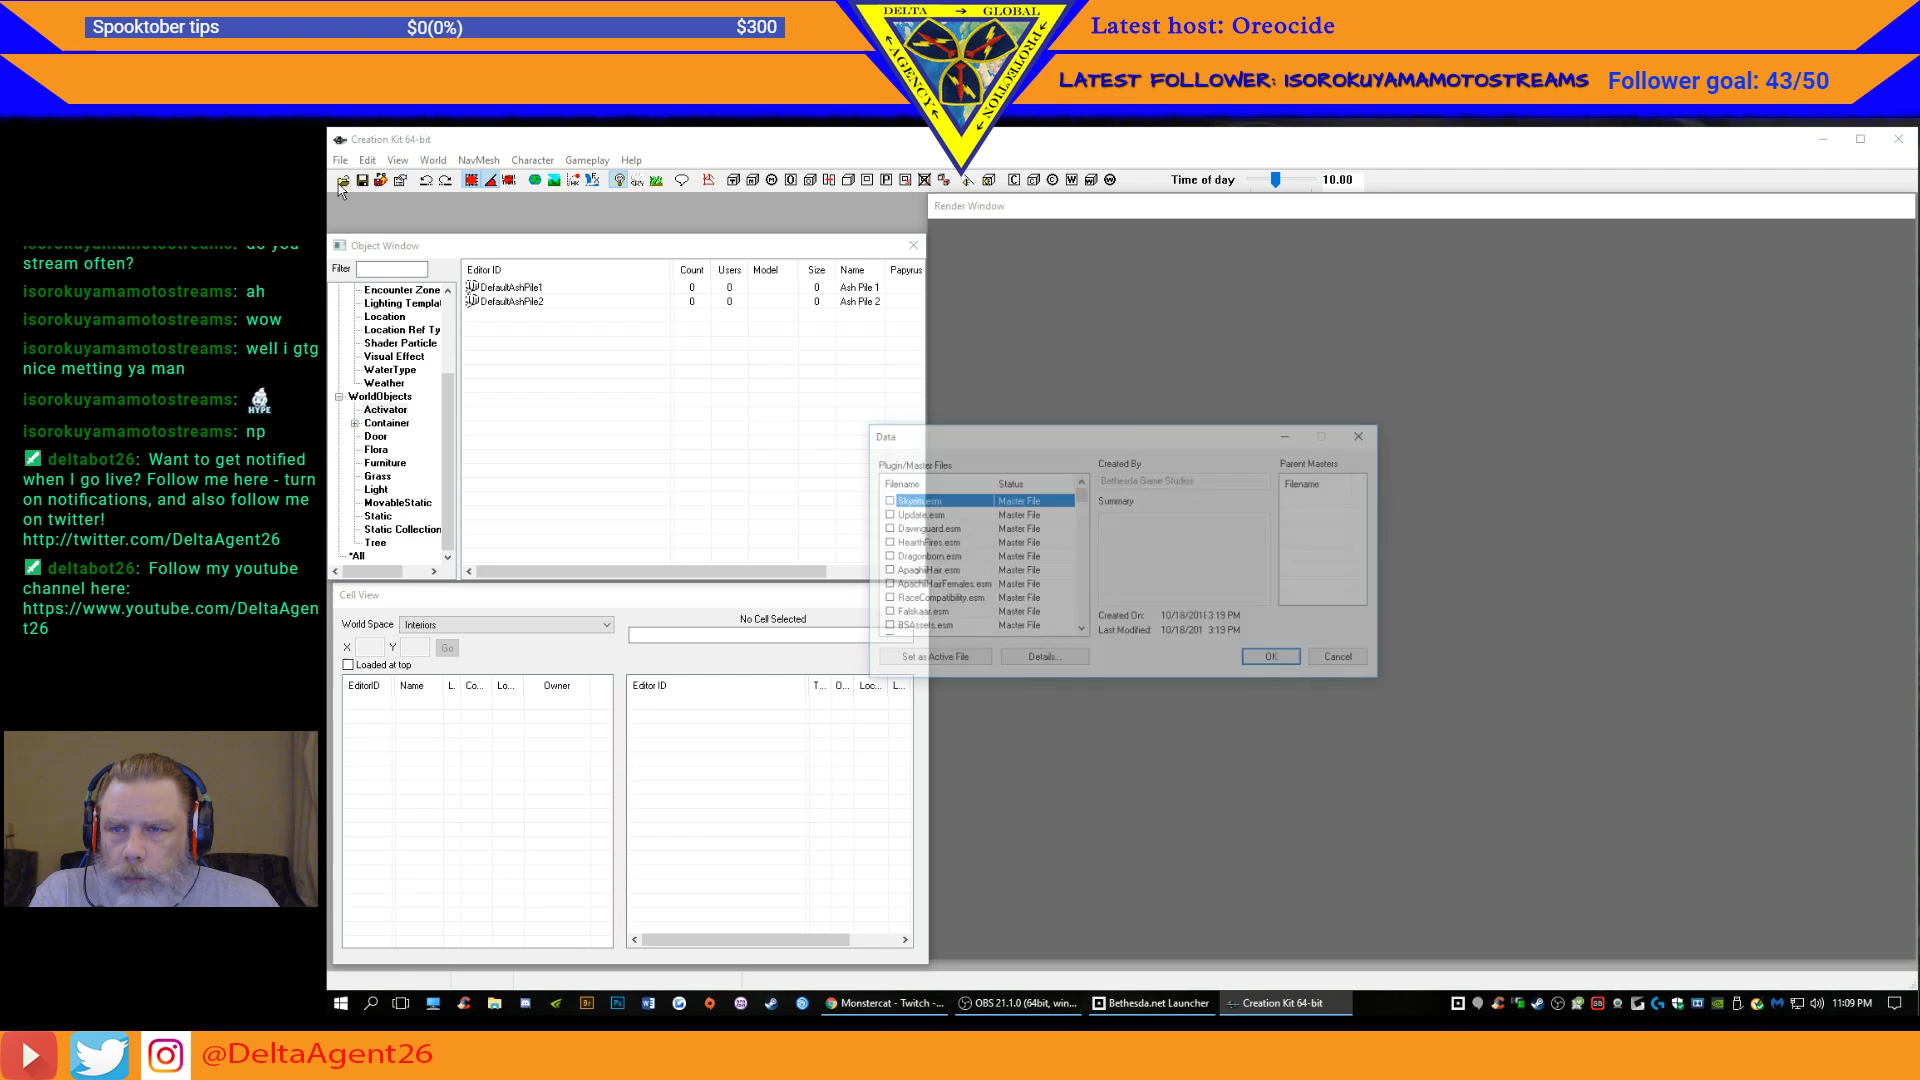 Spooktober tips $0(0%) $300
DELTA → GLOBAL
PROTECTION
AGENCY
Latest host: Oreocide
LATEST FOLLOWER: ISOROKUYAMAMOTOSTREAMS Follower goal: 43/50
Creation Kit 64-bit
File Edit View World NavMesh Character Gameplay Help
Time of day 10.00
Render Window
Object Window
Filter
Editor ID Count Users Model Size Name Papyrus
DefaultAshPile1 0 0 0 Ash Pile 1
DefaultAshPile2 0 0 0 Ash Pile 2
Encounter Zone
Lighting Templat
Location
Location Ref Ty
Shader Particle
Visual Effect
WaterType
Weather
WorldObjects
Activator
Container
Door
Flora
Furniture
Grass
Light
MovableStatic
Static
Static Collection
Tree
*All
Data
Plugin/Master Files
Filename Status
Skyrim.esm Master File
Update.esm Master File
Dawnguard.esm Master File
HearthFires.esm Master File
Dragonborn.esm Master File
ApachiiHair.esm Master File
ApachiiHairFemales.esm Master File
RaceCompatibility.esm Master File
Falskaar.esm Master File
BSAssets.esm Master File
Set as Active File Details...
Created By
Bethesda Game Studios
Summary
Parent Masters
Filename
Created On: 10/18/201 3:19 PM
Last Modified: 10/18/201 3:19 PM
OK Cancel
Cell View
World Space Interiors
X Y Go
Loaded at top
No Cell Selected
EditorID Name L. Co... Lo... Owner
Editor ID T... O... Loc... L...
isorokuyamamotostreams: do you
stream often?
isorokuyamamotostreams: ah
isorokuyamamotostreams: wow
isorokuyamamotostreams: well i gtg
nice metting ya man
isorokuyamamotostreams: HYPE
isorokuyamamotostreams: np
deltabot26: Want to get notified
when I go live? Follow me here - turn
on notifications, and also follow me
on twitter!
http://twitter.com/DeltaAgent26
deltabot26: Follow my youtube
channel here:
https://www.youtube.com/DeltaAgen
t26
Monstercat - Twitch -... OBS 21.1.0 (64bit, win... Bethesda.net Launcher Creation Kit 64-bit 11:09 PM
@DeltaAgent26